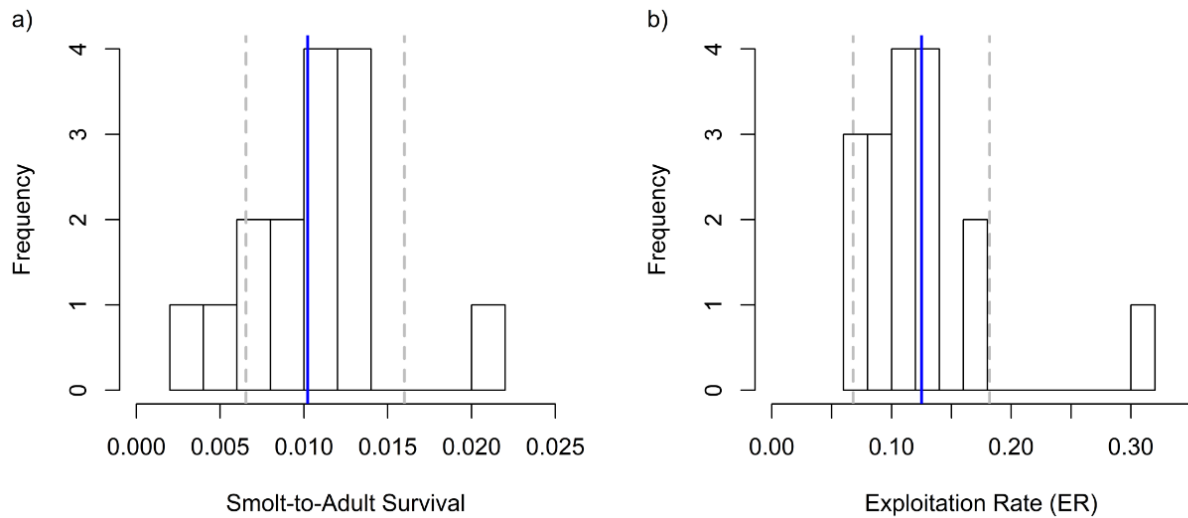 a)
Frequency
4
3
2
1
0
0.000 0.005 0.010 0.015 0.020 0.025
Smolt-to-Adult Survival
b)
Frequency
4
3
2
1
0
0.00 0.10 0.20 0.30
Exploitation Rate (ER)